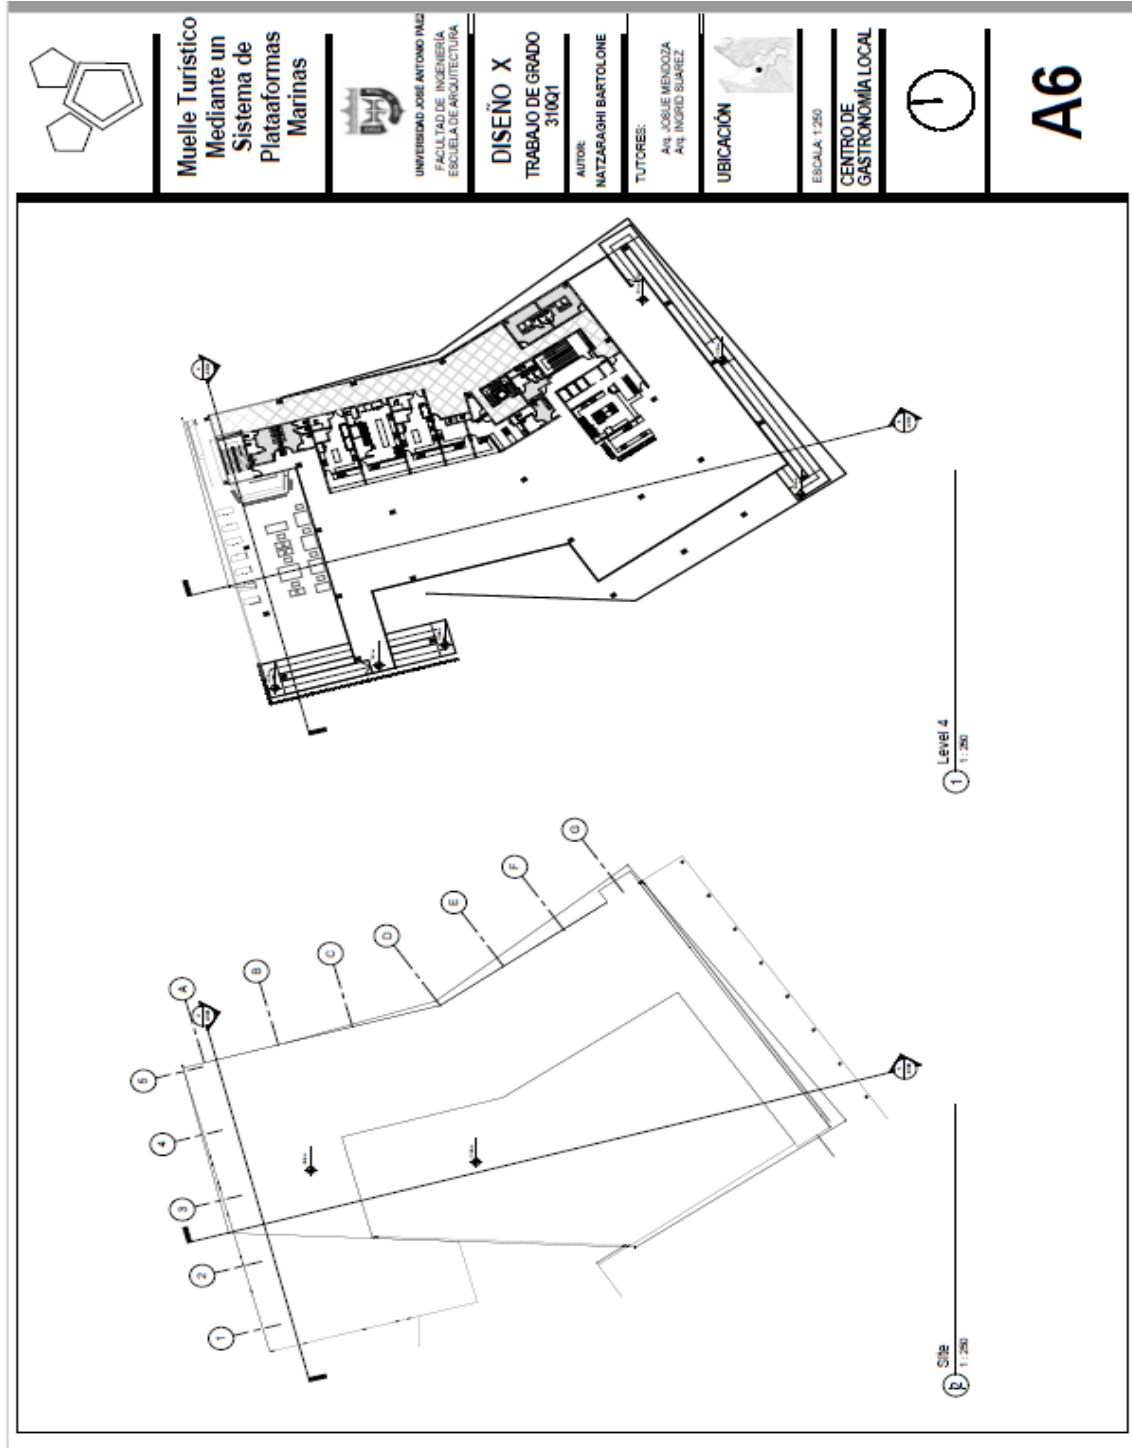 Muelle Turístico
Mediante un
Sistema de
Plataaformas
Marinas
UNIVERSIDAD JOSÉ ANTONIO PÁEZ
FACULTAD DE INGENIERÍA
ESCUELA DE ARQUITECTURA
DISEÑO X
TRABAJO DE GRADO
310Q1
AUTOR:
NATZARAGHI BARTOLONE
TUTORES:
Arq. JOSUE MENDOZA
Arq. INGRID SUAREZ
UBICACIÓN
ESCALA 1:250
CENTRO DE
GASTRONOMÍA LOCAL
A6
1
Level 4
1 : 250
A
B
C
D
E
F
G
5
4
3
2
1
2
Site
1 : 250